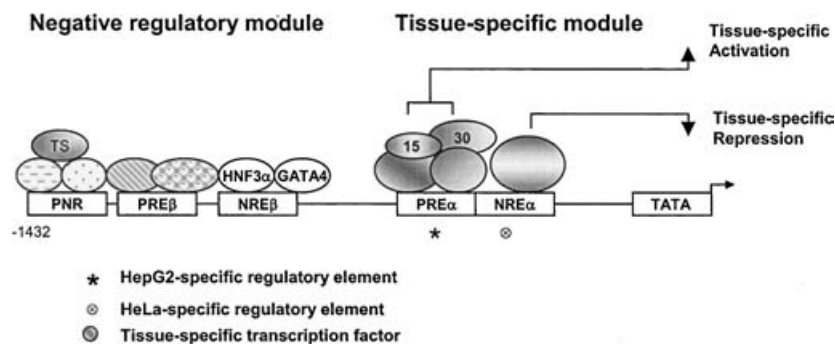 Negative regulatory module
Tissue-specific module
Tissue-specific
Activation
Tissue-specific
Repression
TS
15
30
HNF3α
GATA4
PNR
PREβ
NREβ
PREα
NREα
TATA
-1432
* HepG2-specific regulatory element
⊗ HeLa-specific regulatory element
Tissue-specific transcription factor